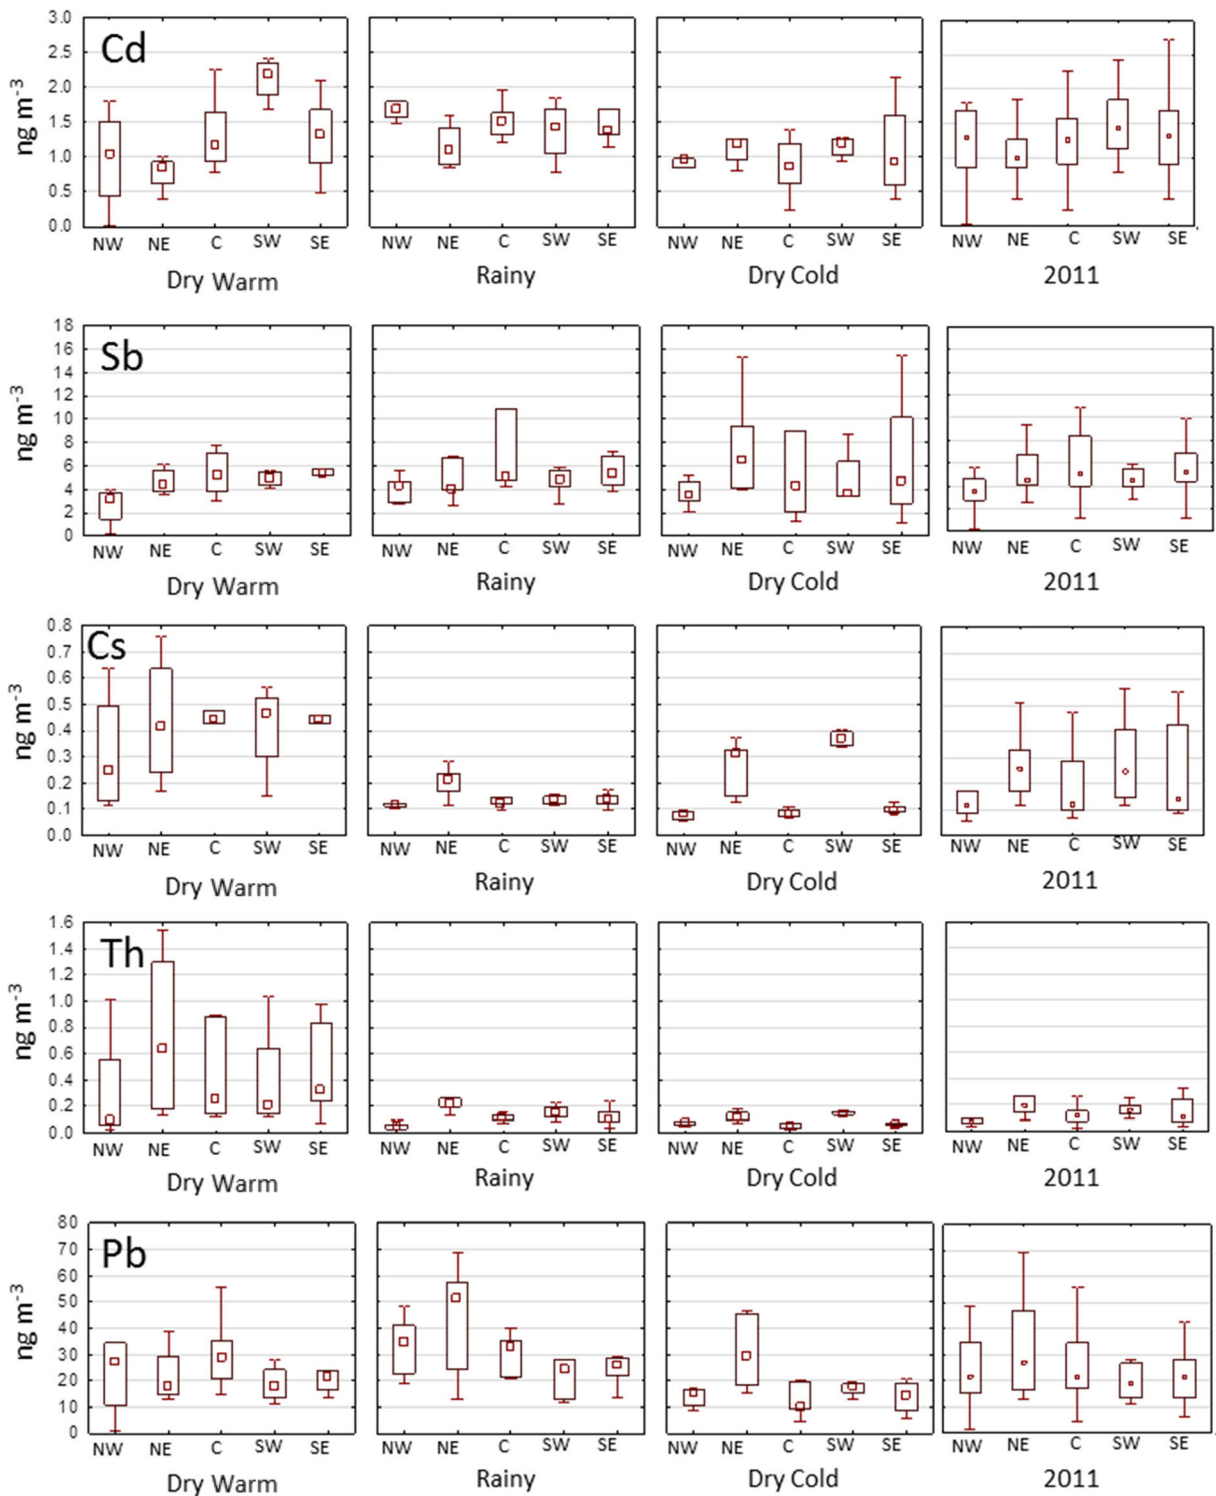 Cd
ng m-3
3.0
2.5
2.0
1.5
1.0
0.5
0.0
NW NE C SW SE
NW NE C SW SE
NW NE C SW SE
NW NE C SW SE
Dry Warm
Rainy
Dry Cold
2011
Sb
ng m-3
18
16
14
12
10
8
6
4
2
0
NW NE C SW SE
NW NE C SW SE
NW NE C SW SE
NW NE C SW SE
Dry Warm
Rainy
Dry Cold
2011
Cs
ng m-3
0.8
0.7
0.6
0.5
0.4
0.3
0.2
0.1
0.0
NW NE C SW SE
NW NE C SW SE
NW NE C SW SE
NW NE C SW SE
Dry Warm
Rainy
Dry Cold
2011
Th
ng m-3
1.6
1.4
1.2
1.0
0.8
0.6
0.4
0.2
0.0
NW NE C SW SE
NW NE C SW SE
NW NE C SW SE
NW NE C SW SE
Dry Warm
Rainy
Dry Cold
2011
Pb
ng m-3
80
70
60
50
40
30
20
10
0
NW NE C SW SE
NW NE C SW SE
NW NE C SW SE
NW NE C SW SE
Dry Warm
Rainy
Dry Cold
2011